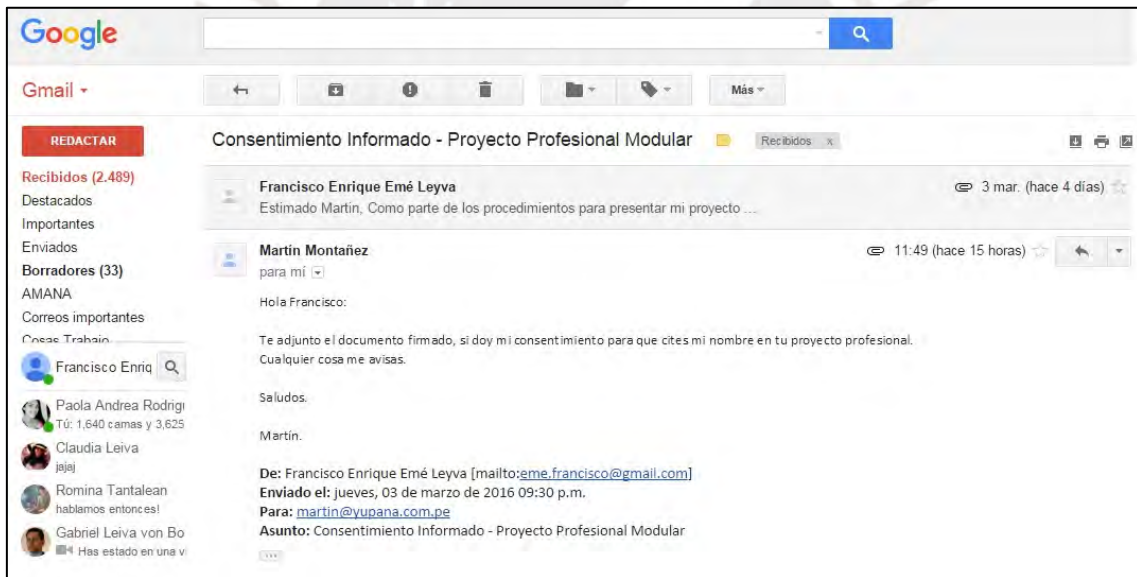 Google
Gmail
Más
REDACTAR
Consentimiento Informado - Proyecto Profesional Modular
Recibidos x
Recibidos (2.489)
Destacados
Importantes
Enviados
Borradores (33)
AMANA
Correos importantes
Cosas Trabajo
Francisco Enriq
Paola Andrea Rodrigu
Tú: 1,640 camas y 3,625
Claudia Leiva
jajaj
Romina Tantalean
hablamos entonces!
Gabriel Leiva von Bo
Has estado en una v
Francisco Enrique Emé Leyva
3 mar. (hace 4 días)
Estimado Martin, Como parte de los procedimientos para presentar mi proyecto ...
Martin Montañez
11:49 (hace 15 horas)
para mí
Hola Francisco:
Te adjunto el documento firmado, si doy mi consentimiento para que cites mi nombre en tu proyecto profesional.
Cualquier cosa me avisas.
Saludos.
Martín.
De: Francisco Enrique Emé Leyva [mailto:eme.francisco@gmail.com]
Enviado el: jueves, 03 de marzo de 2016 09:30 p.m.
Para: martin@yupana.com.pe
Asunto: Consentimiento Informado - Proyecto Profesional Modular